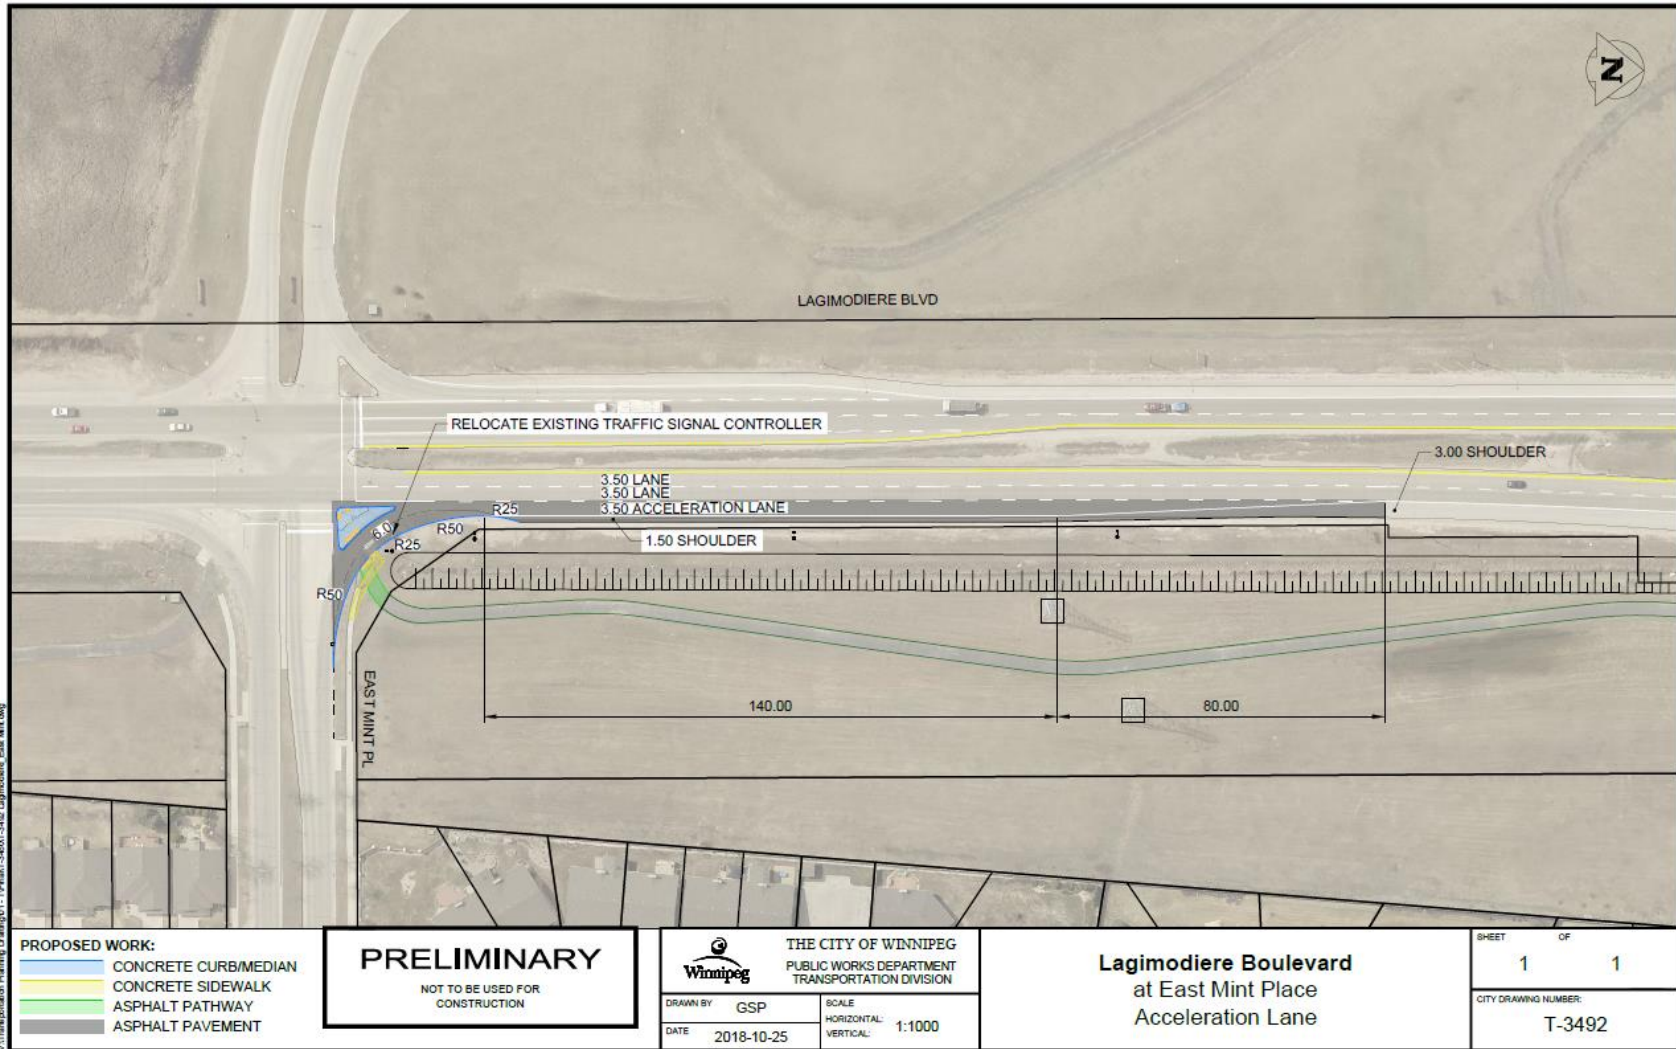 N
LAGIMODIERE BLVD
RELOCATE EXISTING TRAFFIC SIGNAL CONTROLLER
3.00 SHOULDER
3.50 LANE
3.50 LANE
3.50 ACCELERATION LANE
R25
R50
6.0
R25
1.50 SHOULDER
R50
EAST MINT PL
140.00
80.00
PROPOSED WORK:
CONCRETE CURB/MEDIAN
CONCRETE SIDEWALK
ASPHALT PATHWAY
ASPHALT PAVEMENT
PRELIMINARY
NOT TO BE USED FOR
CONSTRUCTION
Winnipeg
THE CITY OF WINNIPEG
PUBLIC WORKS DEPARTMENT
TRANSPORTATION DIVISION
DRAWN BY GSP
DATE 2018-10-25
SCALE
HORIZONTAL:
VERTICAL: 1:1000
Lagimodiere Boulevard
at East Mint Place
Acceleration Lane
SHEET OF
1 1
CITY DRAWING NUMBER:
T-3492